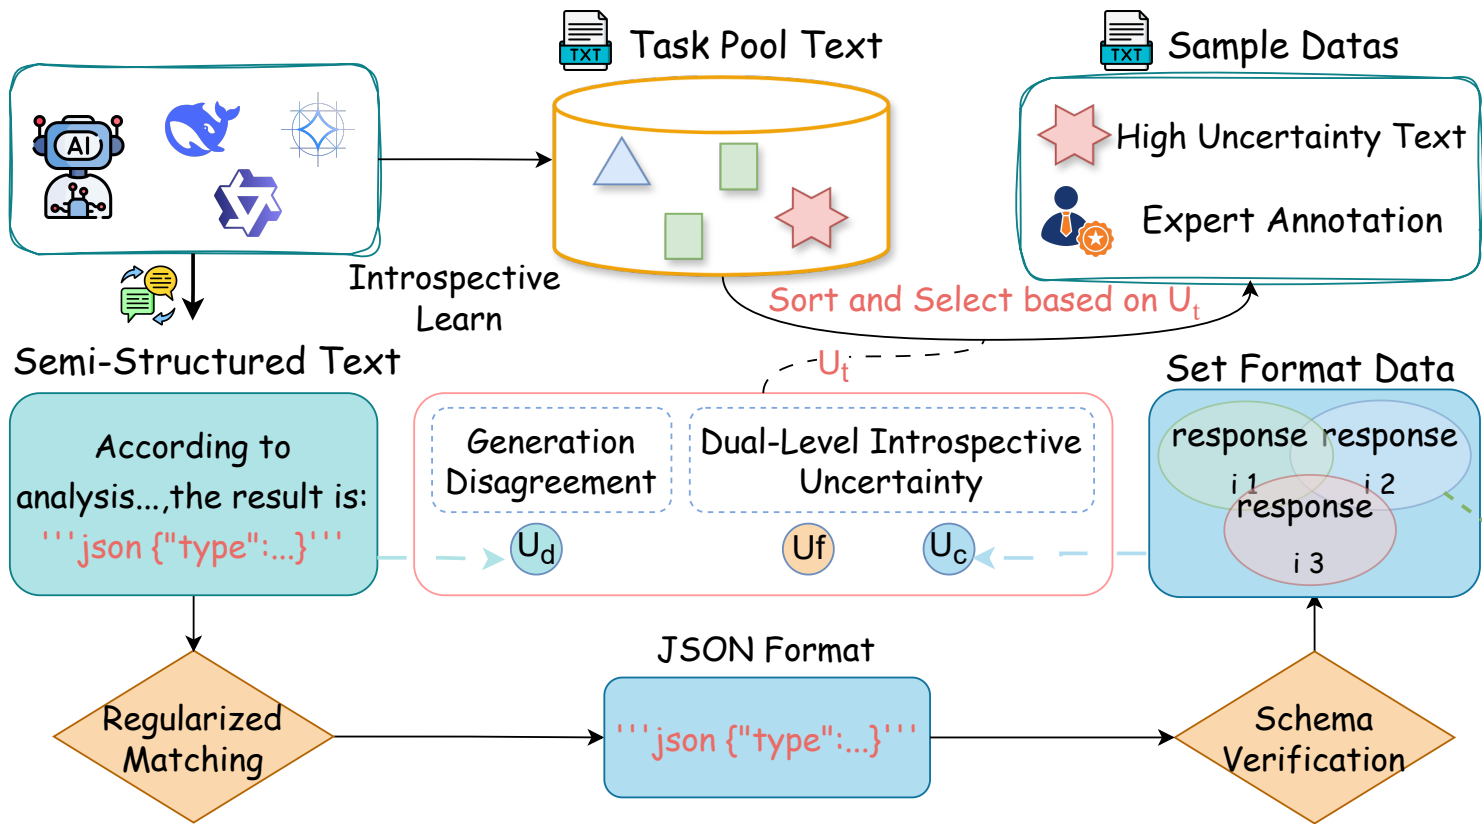 TXT
Task Pool Text
TXT
Sample Datas
AI
High Uncertainty Text
Expert Annotation
Introspective
Learn
Sort and Select based on Ut
Ut
Semi-Structured Text
According to
analysis...,the result is:
'''json {"type":...}'''
Generation
Disagreement
Dual-Level Introspective
Uncertainty
Ud
Uf
Uc
Set Format Data
response
i 1
response
i 2
response
i 3
Regularized
Matching
JSON Format
'''json {"type":...}'''
Schema
Verification